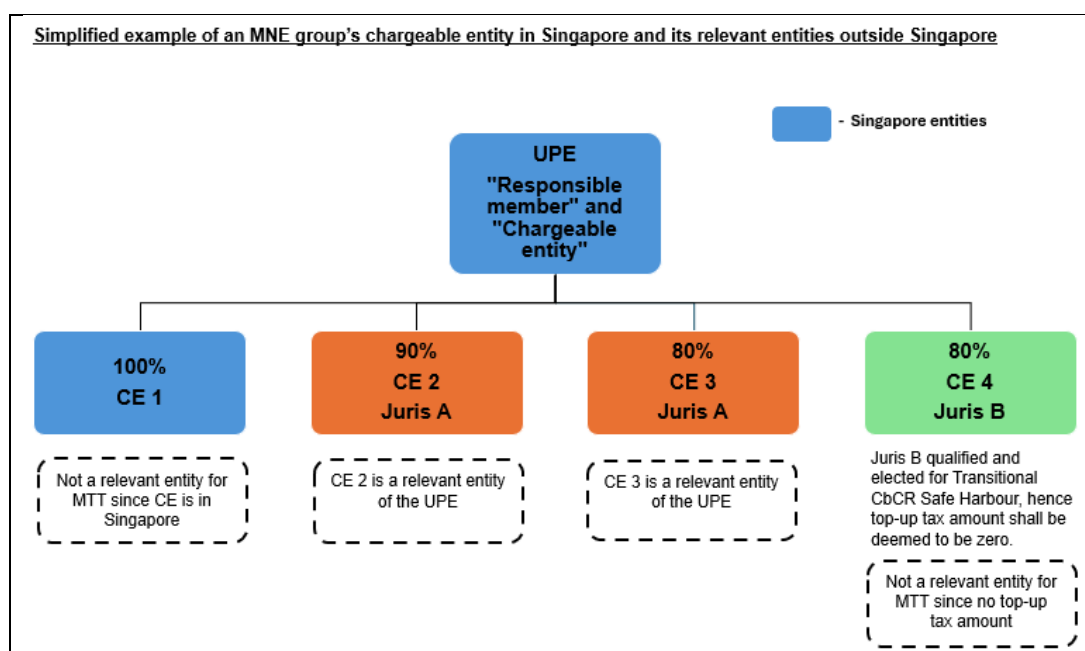 Simplified example of an MNE group's chargeable entity in Singapore and its relevant entities outside Singapore
- Singapore entities
UPE
"Responsible
member" and
"Chargeable
entity"
100%
CE 1
90%
CE 2
Juris A
80%
CE 3
Juris A
80%
CE 4
Juris B
Not a relevant entity for
MTT since CE is in
Singapore
CE 2 is a relevant entity
of the UPE
CE 3 is a relevant entity
of the UPE
Juris B qualified and
elected for Transitional
CbCR Safe Harbour, hence
top-up tax amount shall be
deemed to be zero.
Not a relevant entity for
MTT since no top-up
tax amount